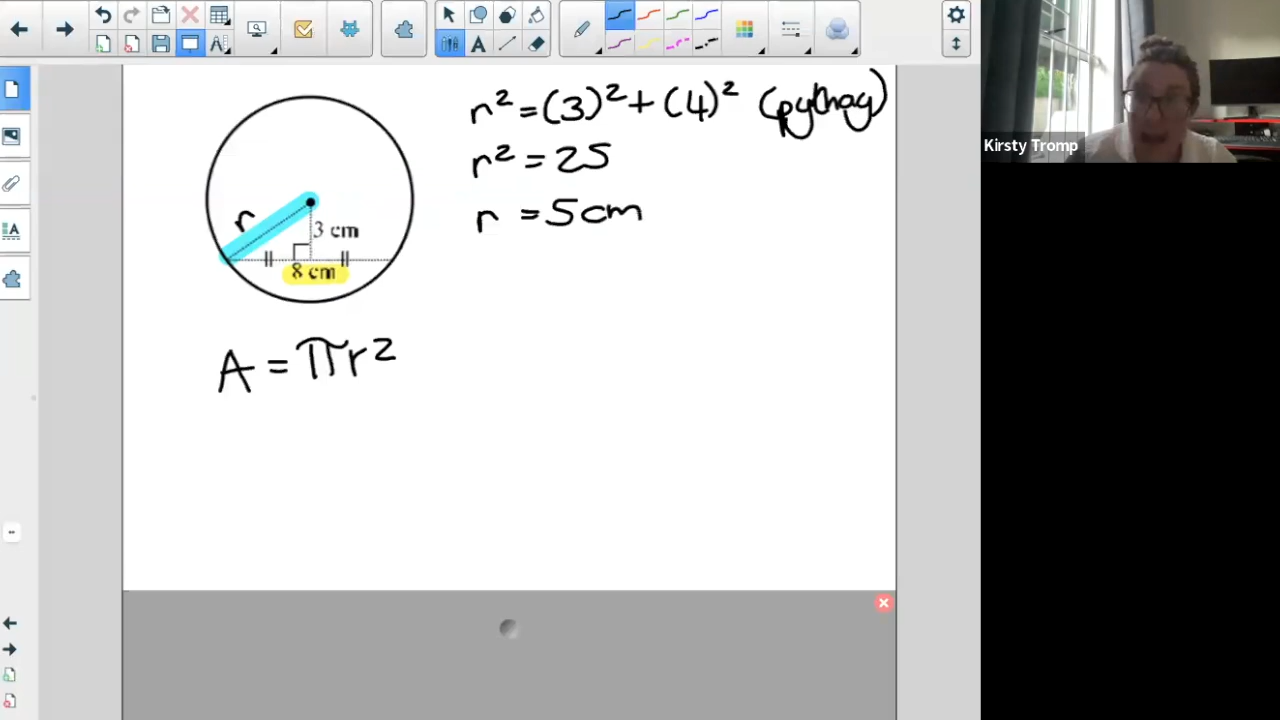 r² = (3)² + (4)² (pythag)
r² = 25
r = 5cm
r
3 cm
8 cm
A = πr²
Kirsty Tromp